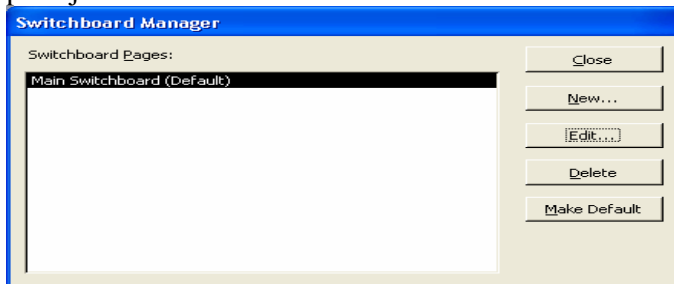 Switchboard Manager
Switchboard Pages:
Main Switchboard (Default)
Close
New...
Edit...
Delete
Make Default